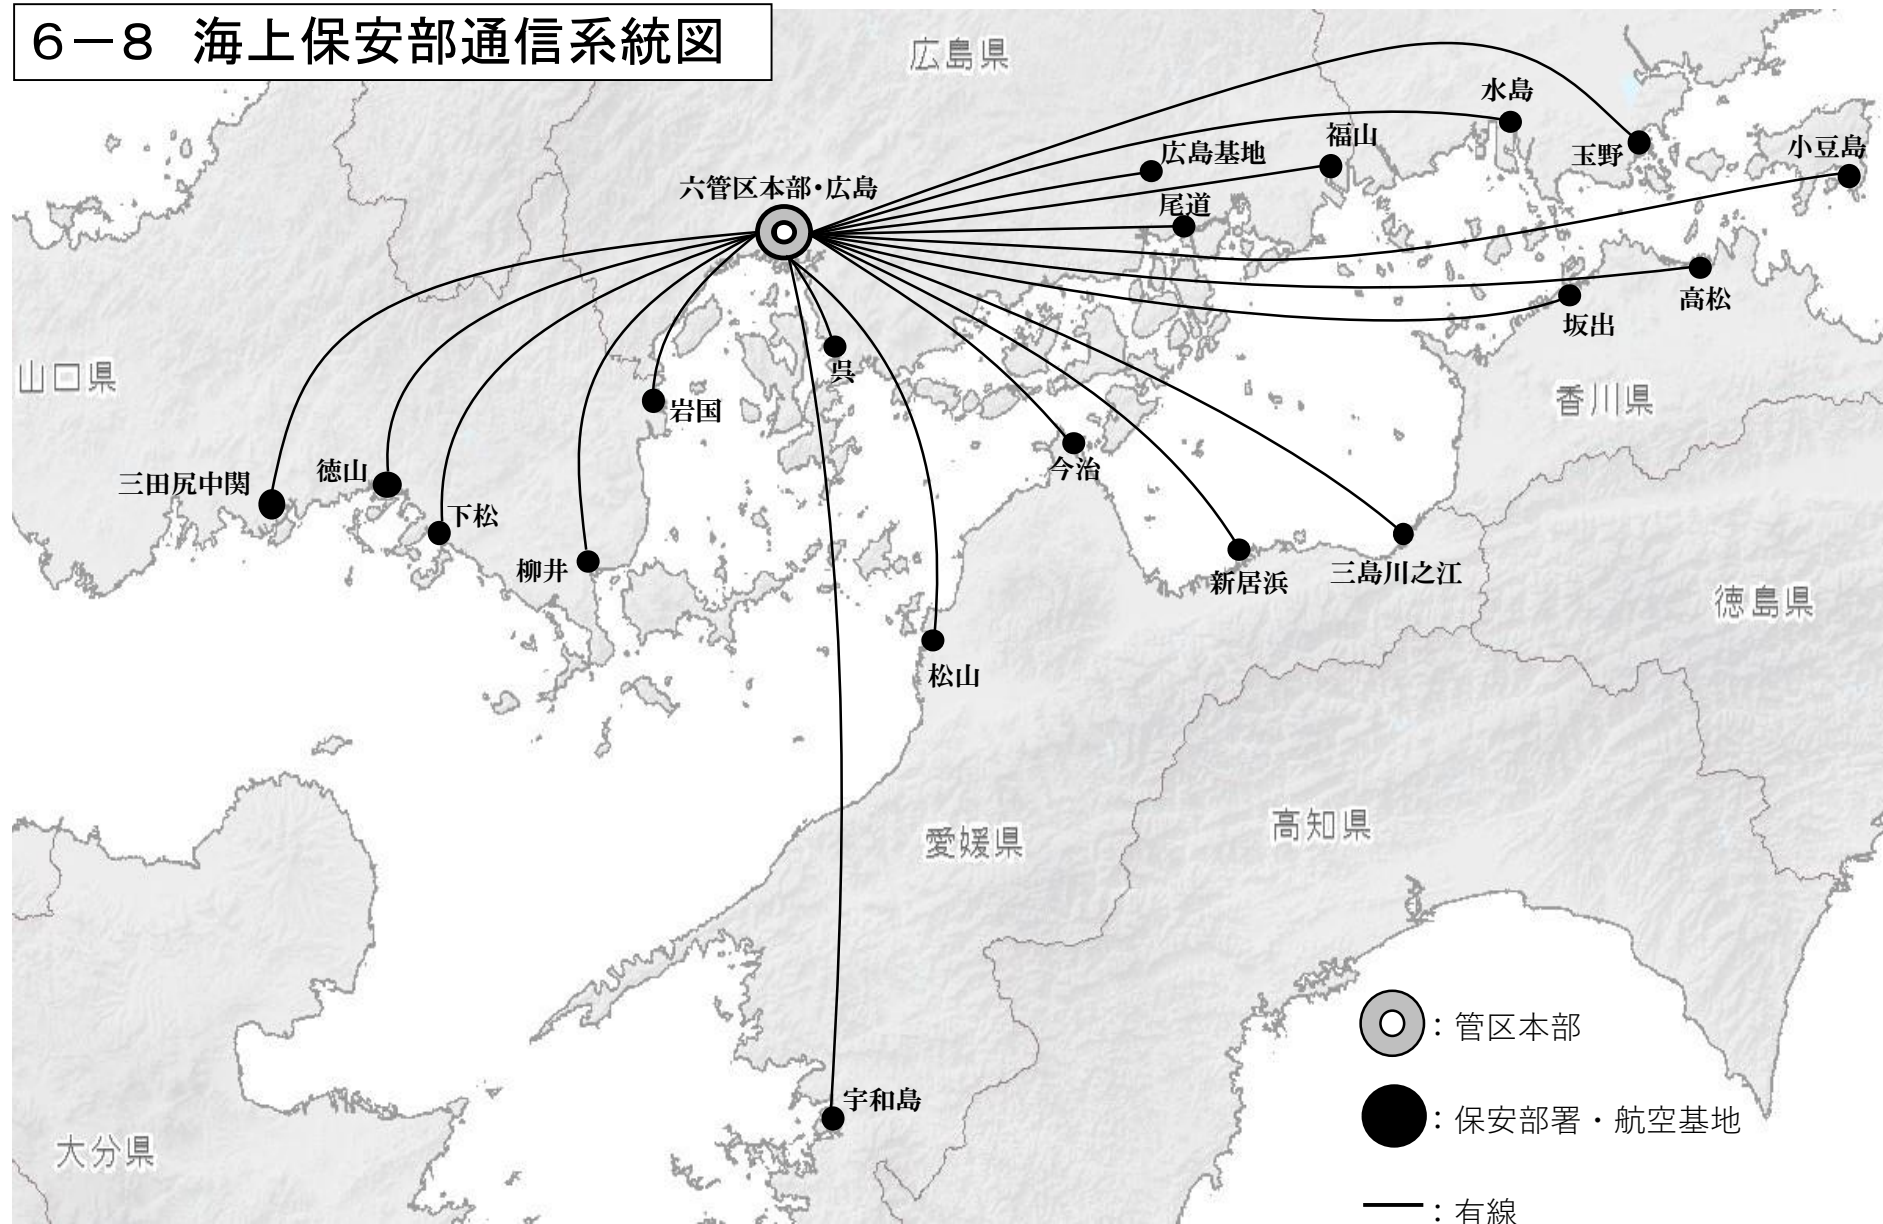 6－8 海上保安部通信系統図
広島県
水島
福山
広島基地
玉野
小豆島
六管区本部・広島
尾道
高松
坂出
呉
山口県
岩国
香川県
今治
三田尻中関
徳山
下松
柳井
新居浜
三島川之江
徳島県
松山
愛媛県
高知県
：管区本部
宇和島
：保安部署・航空基地
大分県
：有線